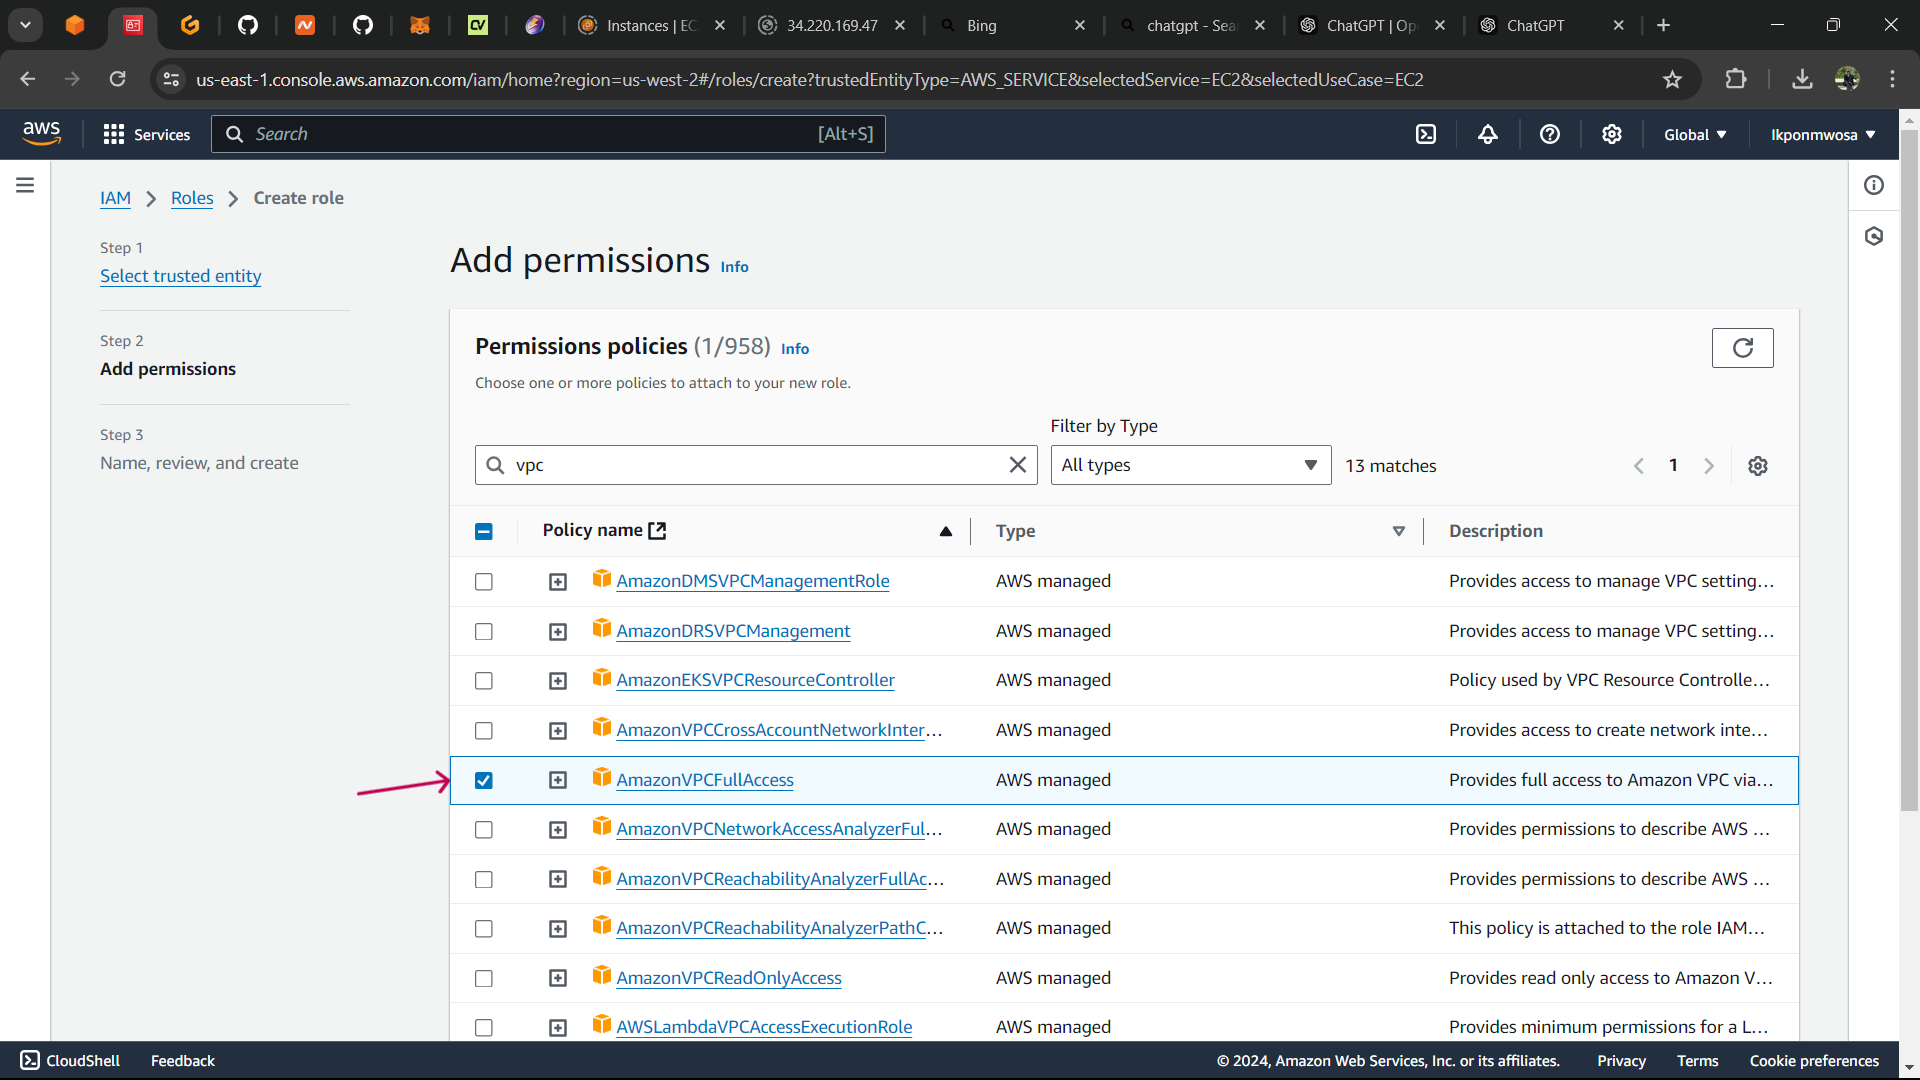 Instances | EC
34.220.169.47
Bing
chatgpt - Sea
ChatGPT | Op
ChatGPT
us-east-1.console.aws.amazon.com/iam/home?region=us-west-2#/roles/create?trustedEntityType=AWS_SERVICE&selectedService=EC2&selectedUseCase=EC2
aws
Services
Search
[Alt+S]
Global
Ikponmwosa
IAM
Roles
Create role
Step 1
Select trusted entity
Step 2
Add permissions
Step 3
Name, review, and create
Add permissions Info
Permissions policies (1/958) Info
Choose one or more policies to attach to your new role.
Filter by Type
vpc
All types
13 matches
1
Policy name
Type
Description
AmazonDMSVPCManagementRole AWS managed Provides access to manage VPC setting...
AmazonDRSVPCManagement AWS managed Provides access to manage VPC setting...
AmazonEKSVPCResourceController AWS managed Policy used by VPC Resource Controlle...
AmazonVPCCrossAccountNetworkInter... AWS managed Provides access to create network inte...
AmazonVPCFullAccess AWS managed Provides full access to Amazon VPC via...
AmazonVPCNetworkAccessAnalyzerFul... AWS managed Provides permissions to describe AWS ...
AmazonVPCReachabilityAnalyzerFullAc... AWS managed Provides permissions to describe AWS ...
AmazonVPCReachabilityAnalyzerPathC... AWS managed This policy is attached to the role IAM...
AmazonVPCReadOnlyAccess AWS managed Provides read only access to Amazon V...
AWSLambdaVPCAccessExecutionRole AWS managed Provides minimum permissions for a L...
CloudShell
Feedback
© 2024, Amazon Web Services, Inc. or its affiliates.
Privacy
Terms
Cookie preferences